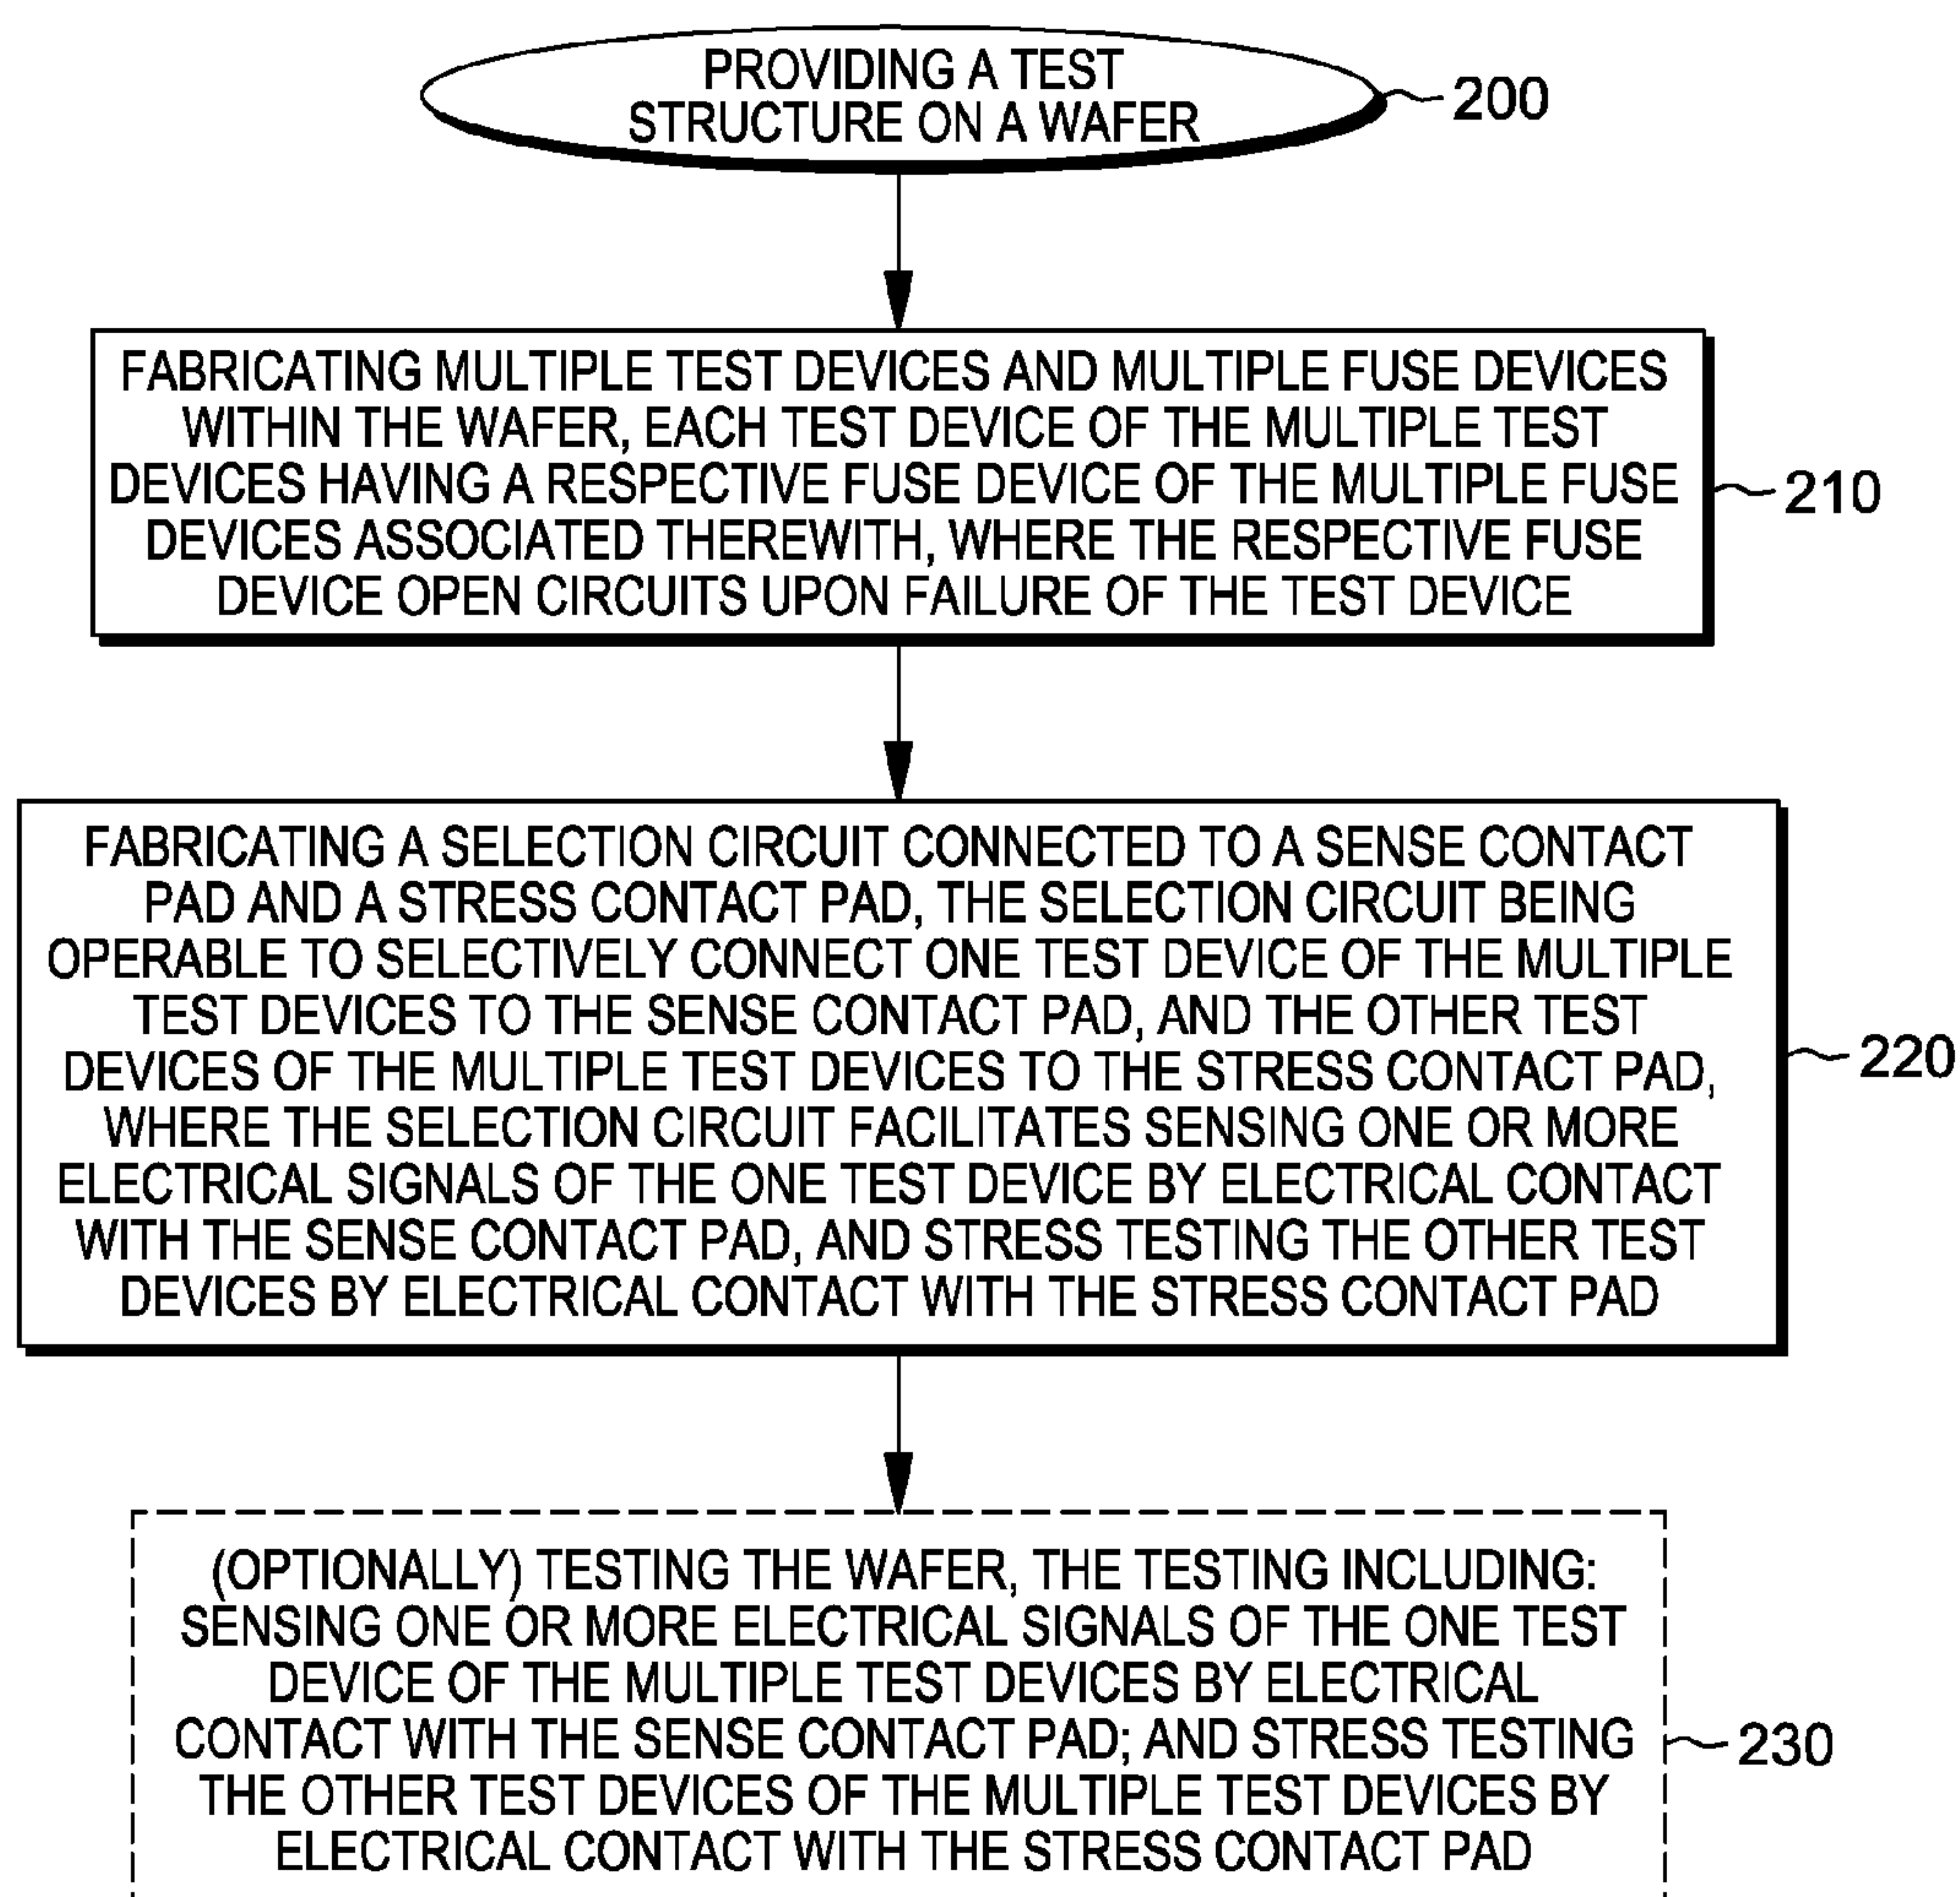 PROVIDING A TEST
STRUCTURE ON A WAFER
200
FABRICATING MULTIPLE TEST DEVICES AND MULTIPLE FUSE DEVICES
WITHIN THE WAFER, EACH TEST DEVICE OF THE MULTIPLE TEST
DEVICES HAVING A RESPECTIVE FUSE DEVICE OF THE MULTIPLE FUSE
DEVICES ASSOCIATED THEREWITH, WHERE THE RESPECTIVE FUSE
DEVICE OPEN CIRCUITS UPON FAILURE OF THE TEST DEVICE
210
FABRICATING A SELECTION CIRCUIT CONNECTED TO A SENSE CONTACT
PAD AND A STRESS CONTACT PAD, THE SELECTION CIRCUIT BEING
OPERABLE TO SELECTIVELY CONNECT ONE TEST DEVICE OF THE MULTIPLE
TEST DEVICES TO THE SENSE CONTACT PAD, AND THE OTHER TEST
DEVICES OF THE MULTIPLE TEST DEVICES TO THE STRESS CONTACT PAD,
WHERE THE SELECTION CIRCUIT FACILITATES SENSING ONE OR MORE
ELECTRICAL SIGNALS OF THE ONE TEST DEVICE BY ELECTRICAL CONTACT
WITH THE SENSE CONTACT PAD, AND STRESS TESTING THE OTHER TEST
DEVICES BY ELECTRICAL CONTACT WITH THE STRESS CONTACT PAD
220
(OPTIONALLY) TESTING THE WAFER, THE TESTING INCLUDING:
SENSING ONE OR MORE ELECTRICAL SIGNALS OF THE ONE TEST
DEVICE OF THE MULTIPLE TEST DEVICES BY ELECTRICAL
CONTACT WITH THE SENSE CONTACT PAD; AND STRESS TESTING
THE OTHER TEST DEVICES OF THE MULTIPLE TEST DEVICES BY
ELECTRICAL CONTACT WITH THE STRESS CONTACT PAD
230